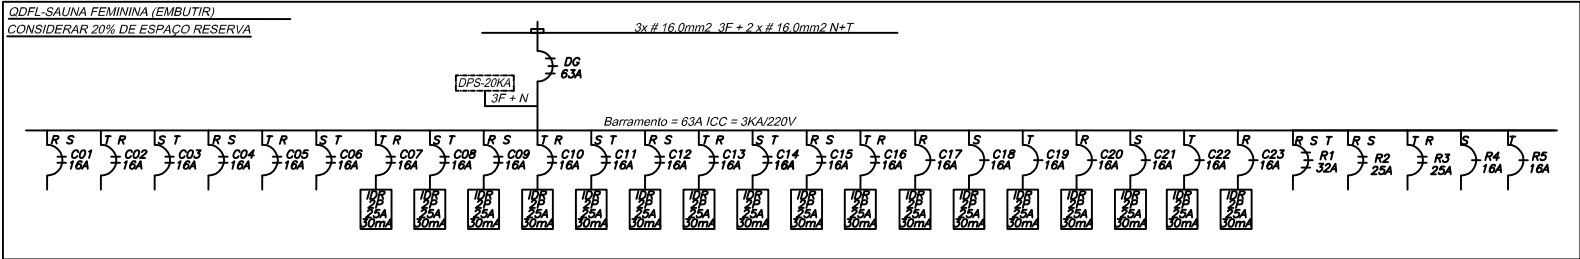 QDFL-SAUNA FEMININA (EMBUTIR)
CONSIDERAR 20% DE ESPAÇO RESERVA
3x # 16.0mm2 3F + 2 x # 16.0mm2 N+T
DG
63A
DPS-20KA
3F + N
Barramento = 63A ICC = 3KA/220V
R S
C01
16A
T R
C02
16A
S T
C03
16A
R S
C04
16A
T R
C05
16A
S T
C06
16A
T R
C07
16A
S T
C08
16A
R S
C09
16A
T R
C10
16A
S T
C11
16A
R S
C12
16A
T R
C13
16A
S T
C14
16A
R S
C15
16A
T R
C16
16A
R
C17
16A
S
C18
16A
T
C19
16A
R
C20
16A
S
C21
16A
T
C22
16A
R
C23
16A
R S T
R1
32A
R S
R2
25A
T R
R3
25A
S
R4
16A
T
R5
16A
IDR
2P
25A
30mA
IDR
2P
25A
30mA
IDR
2P
25A
30mA
IDR
2P
25A
30mA
IDR
2P
25A
30mA
IDR
2P
25A
30mA
IDR
2P
25A
30mA
IDR
2P
25A
30mA
IDR
2P
25A
30mA
IDR
2P
25A
30mA
IDR
2P
25A
30mA
IDR
2P
25A
30mA
IDR
2P
25A
30mA
IDR
2P
25A
30mA
IDR
2P
25A
30mA
IDR
2P
25A
30mA
IDR
2P
25A
30mA